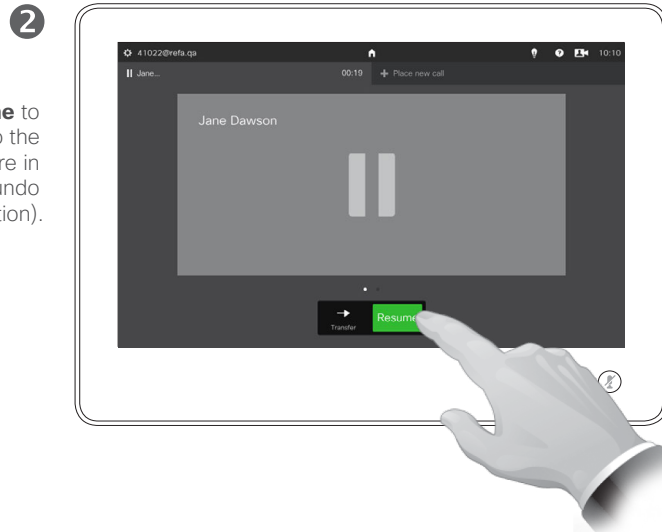 2
e to
o the
re in
undo
tion).
41022@refa.qa
10:10
Jane...
00:19
Place new call
Jane Dawson
Transfer
Resume